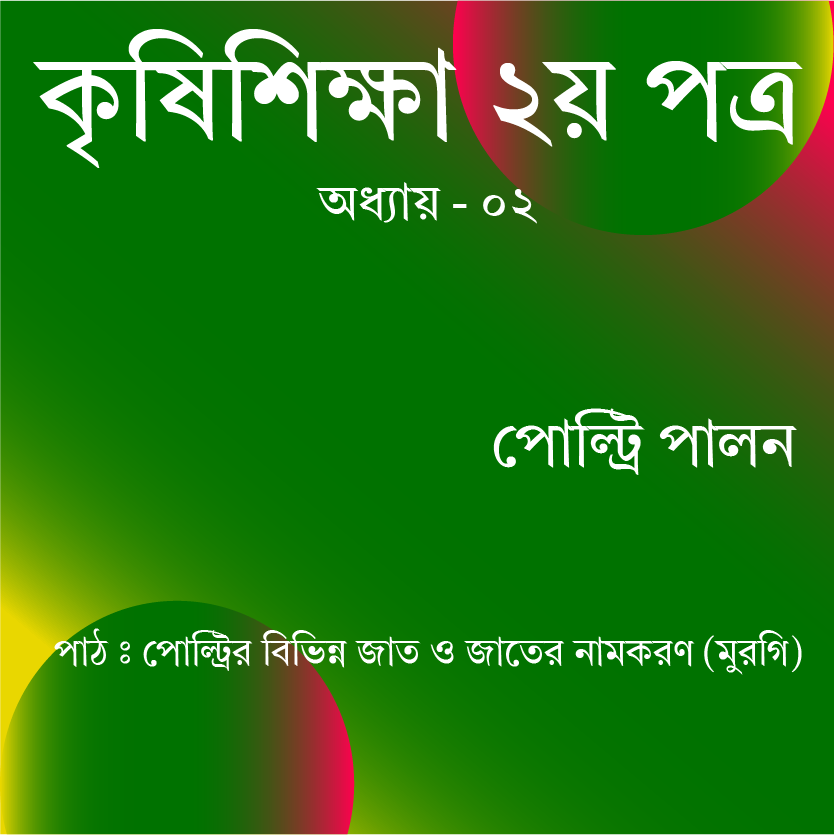 কৃষিশিক্ষা ২য় পত্র
অধ্যায় - ০২
পোল্ট্রি পালন
পাঠ ঃ পোল্ট্রির বিভিন্ন জাত ও জাতের নামকরণ (মুরগি)